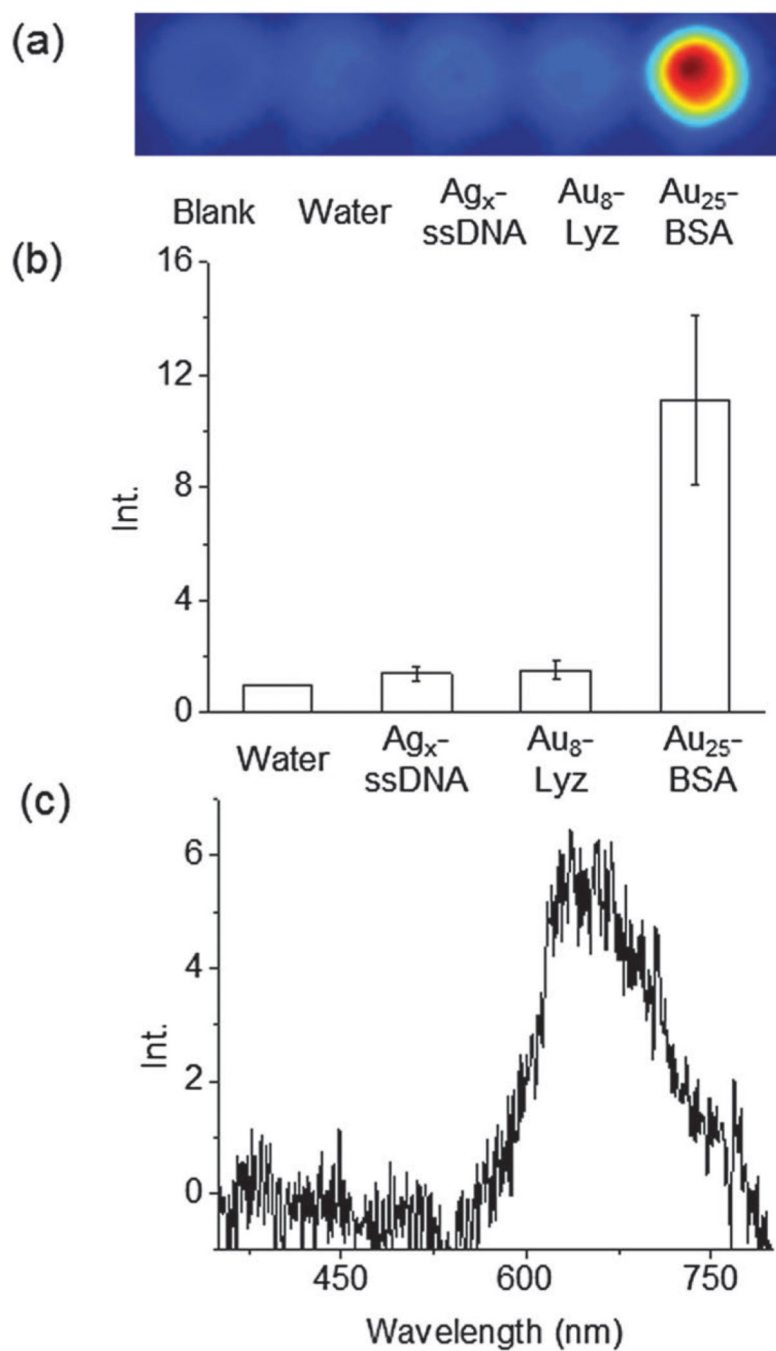 (a)
Blank Water Agₓ-ssDNA Au₈-Lyz Au₂₅-BSA
(b)
16
12
8
4
0
Int.
Water Agₓ-ssDNA Au₈-Lyz Au₂₅-BSA
(c)
6
4
2
0
Int.
450 600 750
Wavelength (nm)